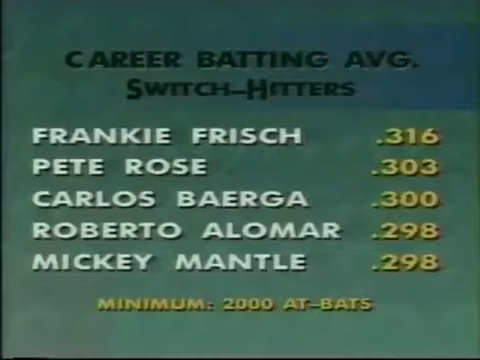 CAREER BATTING AVG.
SWITCH-HITTERS
FRANKIE FRISCH .316
PETE ROSE .303
CARLOS BAERGA .300
ROBERTO ALOMAR .298
MICKEY MANTLE .298
MINIMUM: 2000 AT-BATS